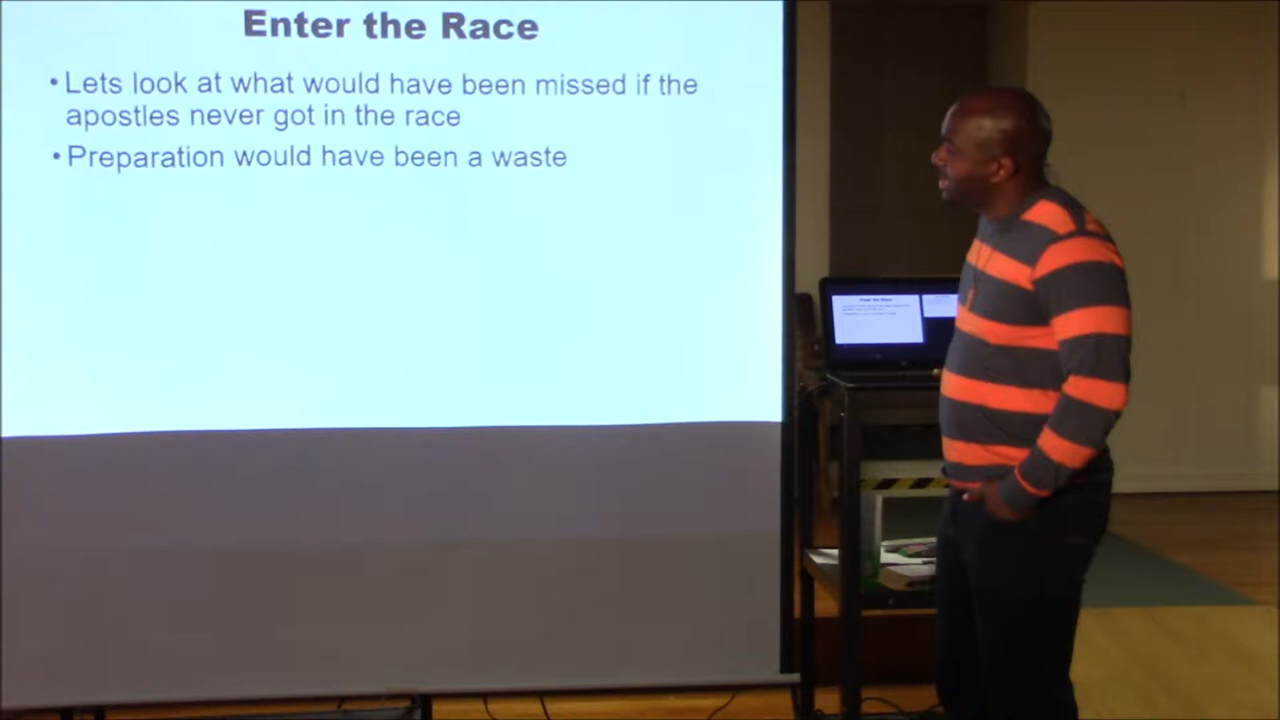 Enter the Race
• Lets look at what would have been missed if the
apostles never got in the race
• Preparation would have been a waste